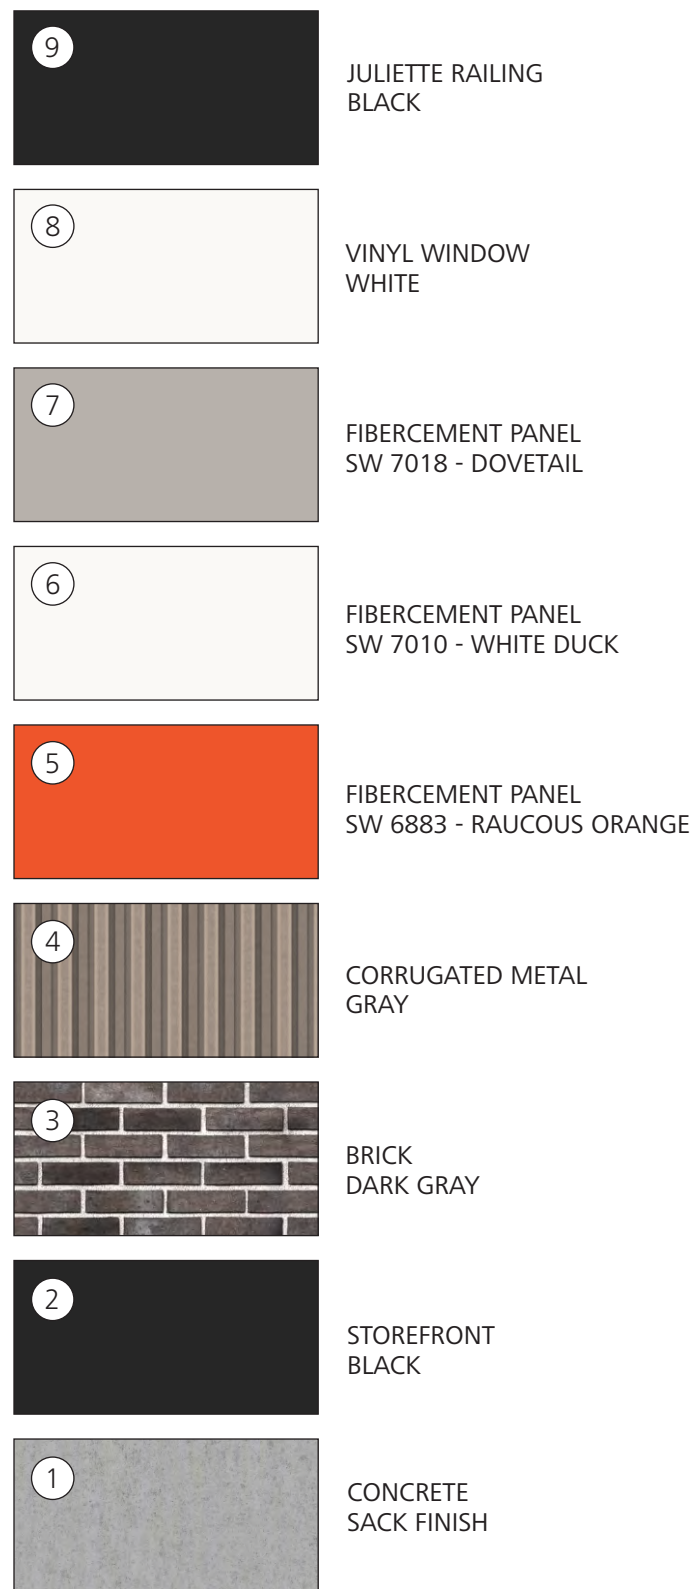 9
JULIETTE RAILING
BLACK
8
VINYL WINDOW
WHITE
7
FIBERCEMENT PANEL
SW 7018 - DOVETAIL
6
FIBERCEMENT PANEL
SW 7010 - WHITE DUCK
5
FIBERCEMENT PANEL
SW 6883 - RAUCOUS ORANGE
4
CORRUGATED METAL
GRAY
3
BRICK
DARK GRAY
2
STOREFRONT
BLACK
1
CONCRETE
SACK FINISH